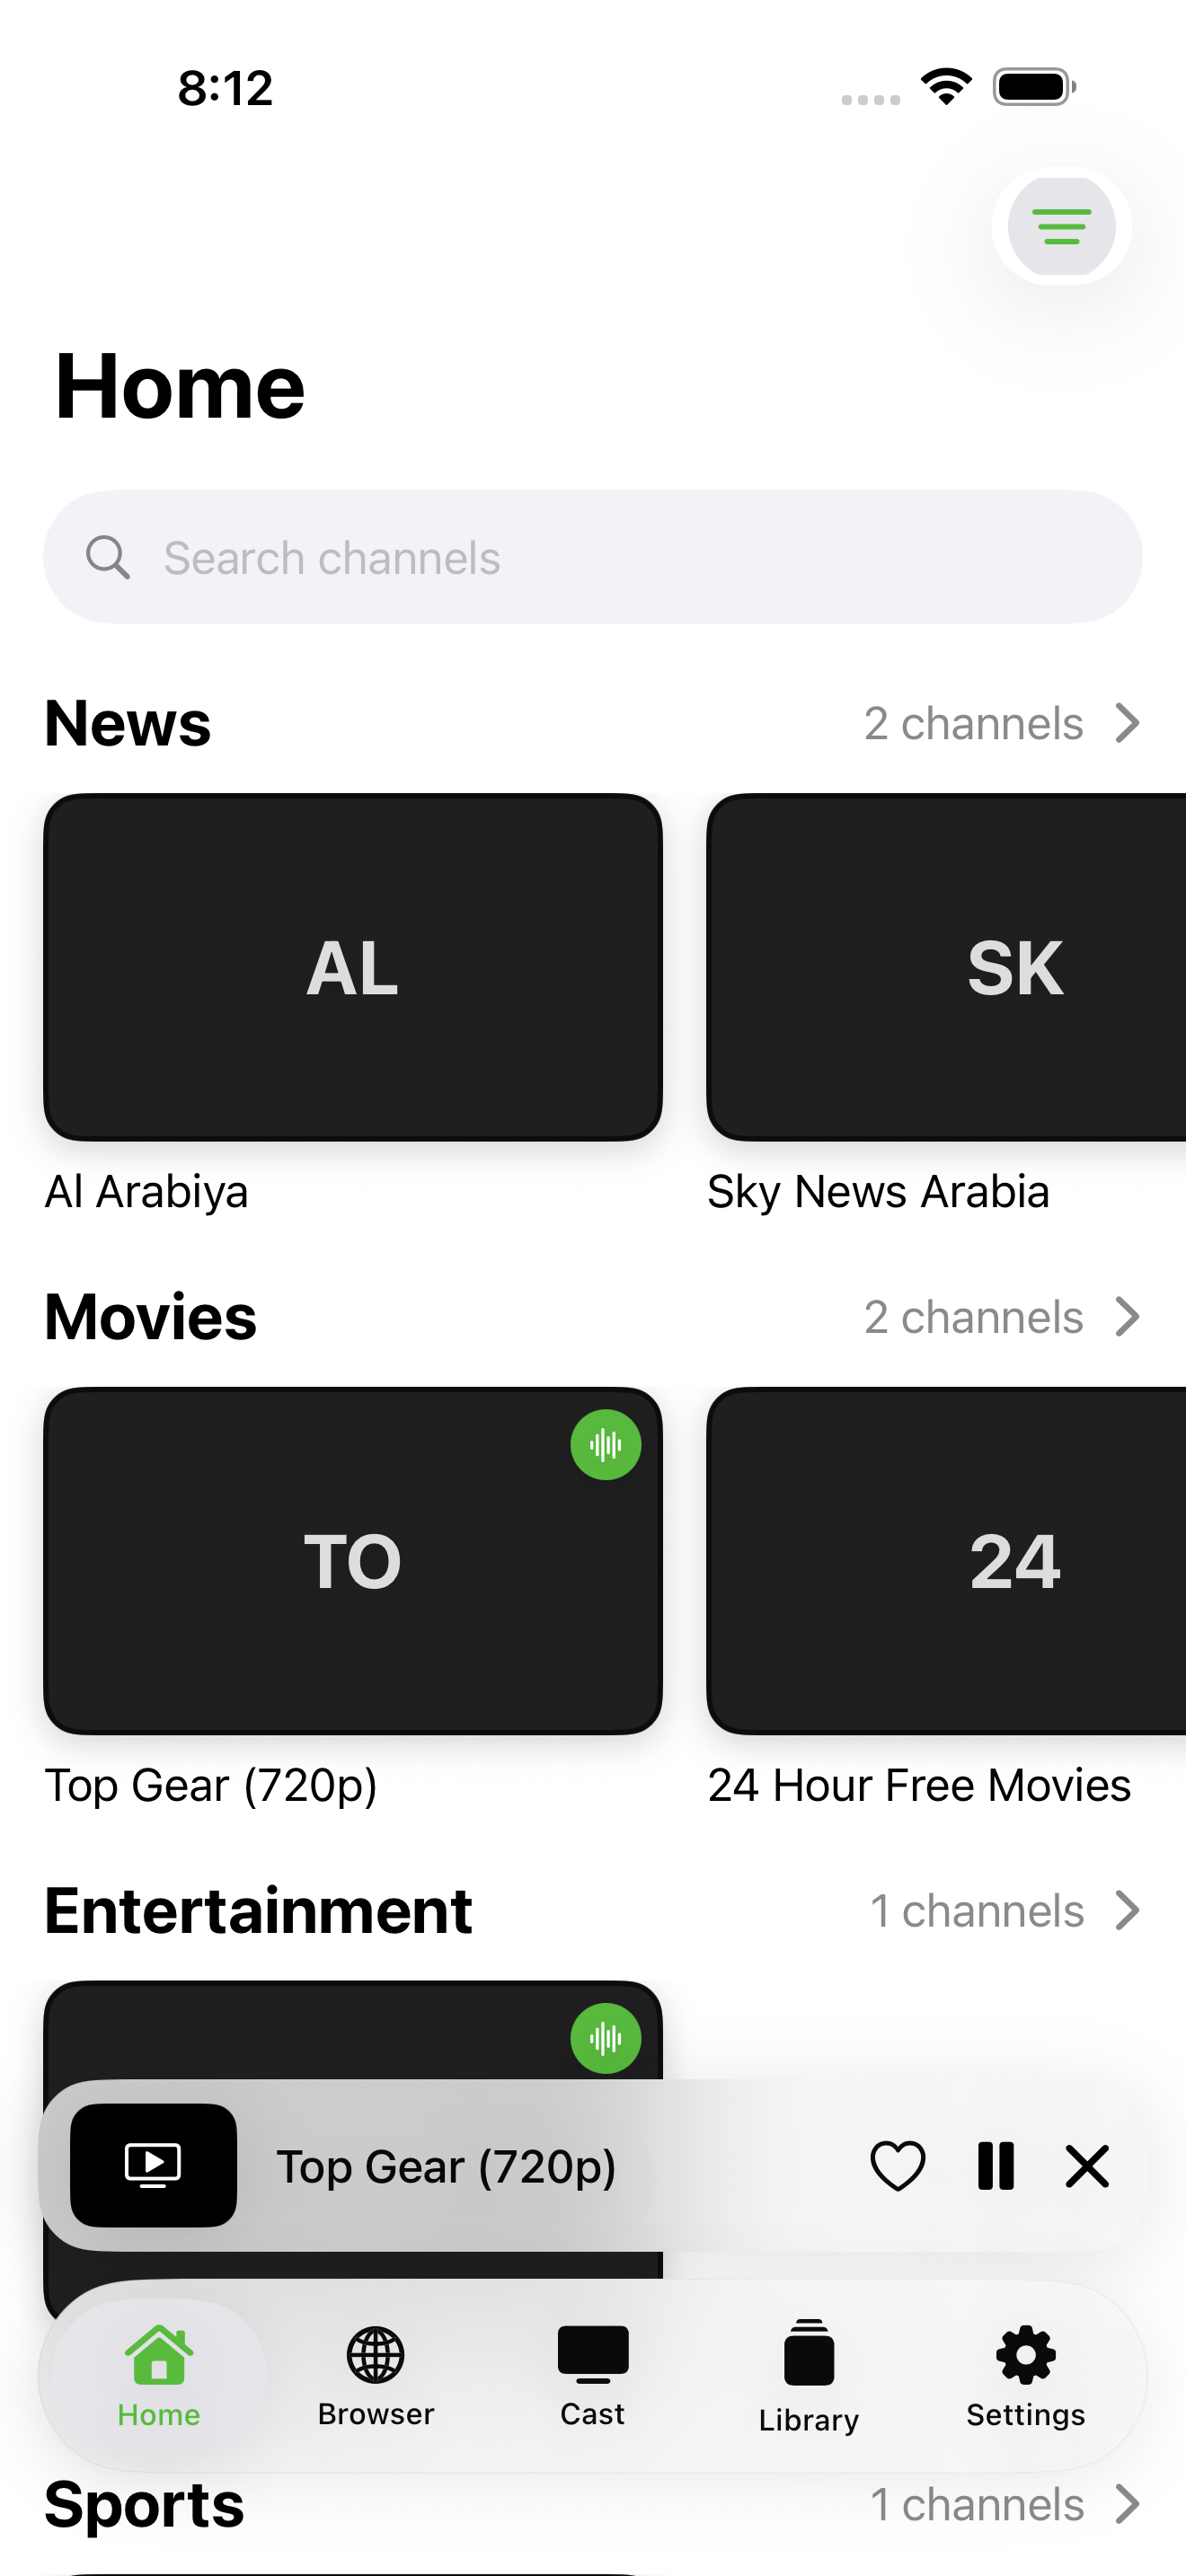 8:12
Home
Search channels
News 2 channels
AL SK
Al Arabiya Sky News Arabia
Movies 2 channels
TO 24
Top Gear (720p) 24 Hour Free Movies
Entertainment 1 channels
Top Gear (720p)
Home Browser Cast Library Settings
Sports 1 channels